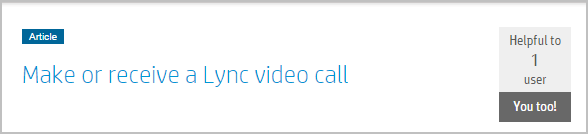 Article
Make or receive a Lync video call
Helpful to
1
user
You too!